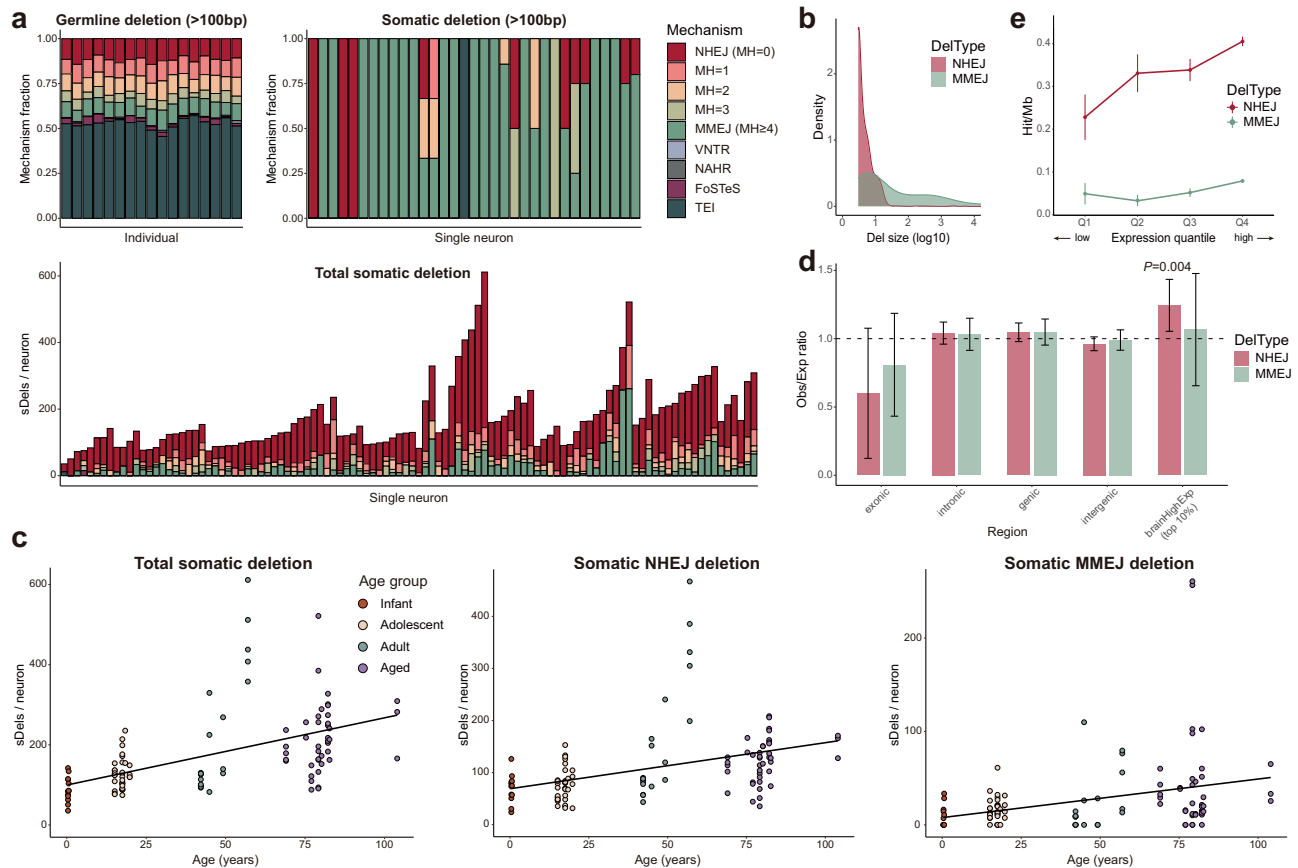 a
Germline deletion (>100bp)
Mechanism fraction
1.00
0.75
0.50
0.25
0.00
Individual
Somatic deletion (>100bp)
Mechanism fraction
1.00
0.75
0.50
0.25
0.00
Single neuron
Mechanism
NHEJ (MH=0)
MH=1
MH=2
MH=3
MMEJ (MH≥4)
VNTR
NAHR
FoSTeS
TEI
Total somatic deletion
sDels / neuron
600
400
200
0
Single neuron
b
DelType
NHEJ
MMEJ
Density
2
1
0
0 1 2 3 4
Del size (log10)
e
Hit/Mb
0.4
0.3
0.2
0.1
0.0
DelType
NHEJ
MMEJ
Q1 Q2 Q3 Q4
← low Expression quantile high →
d
P=0.004
Obs/Exp ratio
1.5
1.0
0.5
0.0
DelType
NHEJ
MMEJ
exonic
intronic
genic
intergenic
brainHighExp
(top 10%)
Region
c
Total somatic deletion
sDels / neuron
600
400
200
0
0 25 50 75 100
Age (years)
Age group
Infant
Adolescent
Adult
Aged
Somatic NHEJ deletion
sDels / neuron
400
300
200
100
0
0 25 50 75 100
Age (years)
Somatic MMEJ deletion
sDels / neuron
200
100
0
0 25 50 75 100
Age (years)